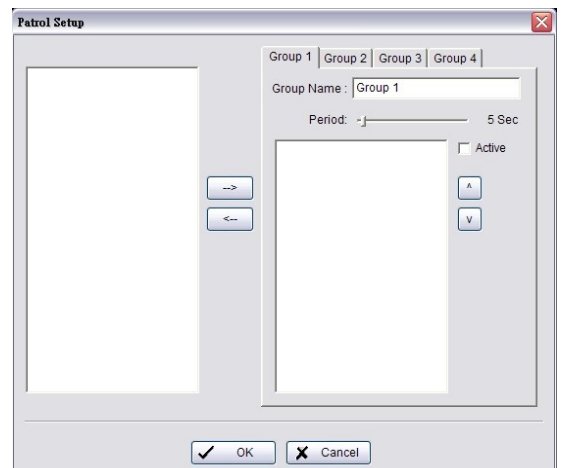 Patrol Setup
Group 1 Group 2 Group 3 Group 4
Group Name : Group 1
Period: 5 Sec
Active
-->
<--
^
v
OK Cancel